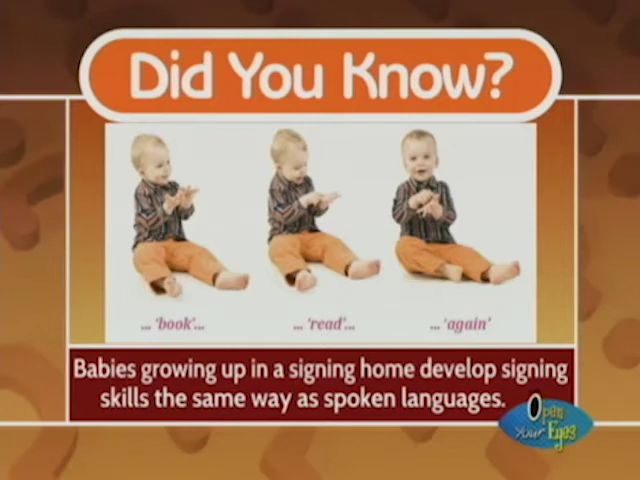 Did You Know?
... 'book'...
... 'read'...
... 'again'
Babies growing up in a signing home develop signing
skills the same way as spoken languages.
Open
Your Eyes